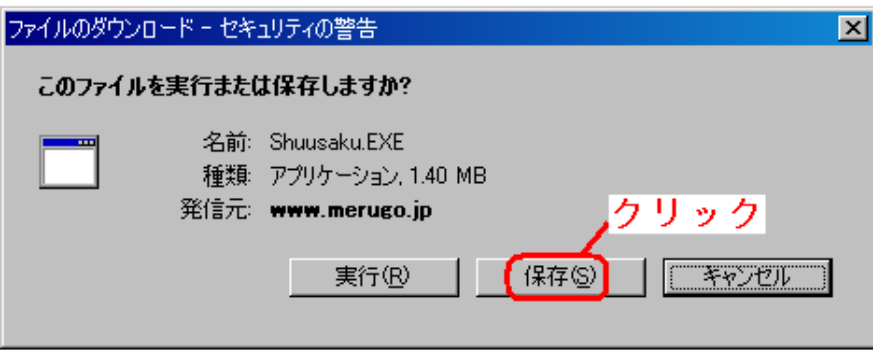 ファイルのダウンロード - セキュリティの警告
このファイルを実行または保存しますか?
名前: Shuusaku.EXE
種類: アプリケーション, 1.40 MB
発信元: www.merugo.jp
クリック
実行(R) 保存(S) キャンセル